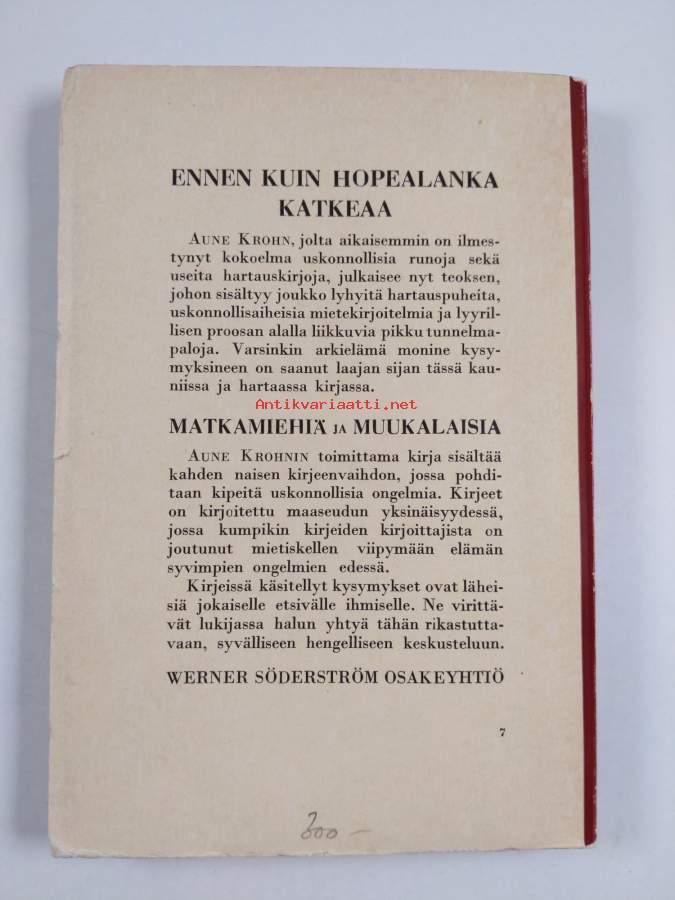 ENNEN KUIN HOPEALANKA
KATKEAA
AUNE KROHN, jolta aikaisemmin on ilmes-
tynyt kokoelma uskonnollisia runoja sekä
useita hartauskirjoja, julkaisee nyt teoksen,
johon sisältyy joukko lyhyitä hartauspuheita,
uskonnollisaiheisia mietekirjoitelmia ja lyyril-
lisen proosan alalla liikkuvia pikku tunnelma-
paloja. Varsinkin arkielämä monine kysy-
myksineen on saanut laajan sijan tässä kau-
niissa ja hartaassa kirjassa.
Antikvariaatti.net
MATKAMIEHIÄ JA MUUKALAISIA
AUNE KROHNIN toimittama kirja sisältää
kahden naisen kirjeenvaihdon, jossa pohdi-
taan kipeitä uskonnollisia ongelmia. Kirjeet
on kirjoitettu maaseudun yksinäisyydessä,
jossa kumpikin kirjeiden kirjoittajista on
joutunut mietiskellen viipymään elämän
syvimpien ongelmien edessä.
Kirjeissä käsitellyt kysymykset ovat lähei-
siä jokaiselle etsivälle ihmiselle. Ne virittä-
vät lukijassa halun yhtyä tähän rikastutta-
vaan, syvälliseen hengelliseen keskusteluun.
WERNER SÖDERSTRÖM OSAKEYHTIÖ
7
300 —